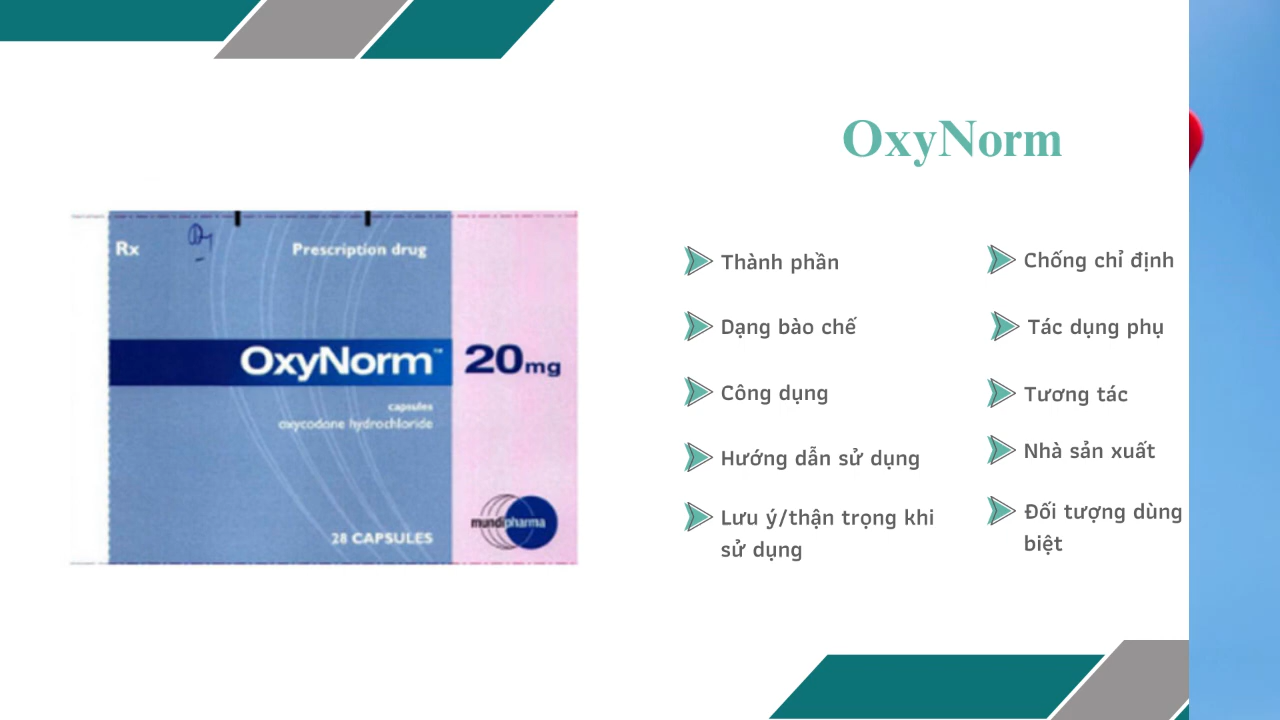 OxyNorm
Rx
Prescription drug
OxyNorm™ 20mg
capsules
oxycodone hydrochloride
mundipharma
28 CAPSULES
Thành phần
Dạng bào chế
Công dụng
Hướng dẫn sử dụng
Lưu ý/thận trọng khi
sử dụng
Chống chỉ định
Tác dụng phụ
Tương tác
Nhà sản xuất
Đối tượng dùng
biệt